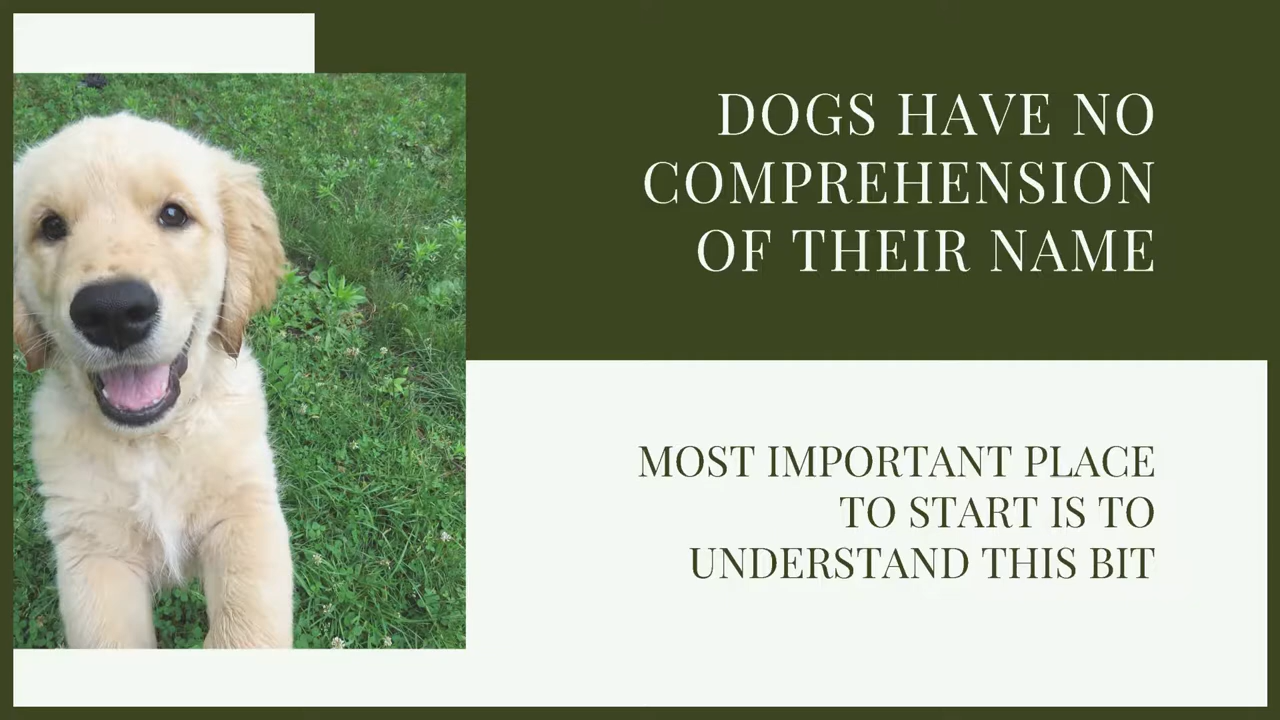 DOGS HAVE NO
COMPREHENSION
OF THEIR NAME
MOST IMPORTANT PLACE
TO START IS TO
UNDERSTAND THIS BIT